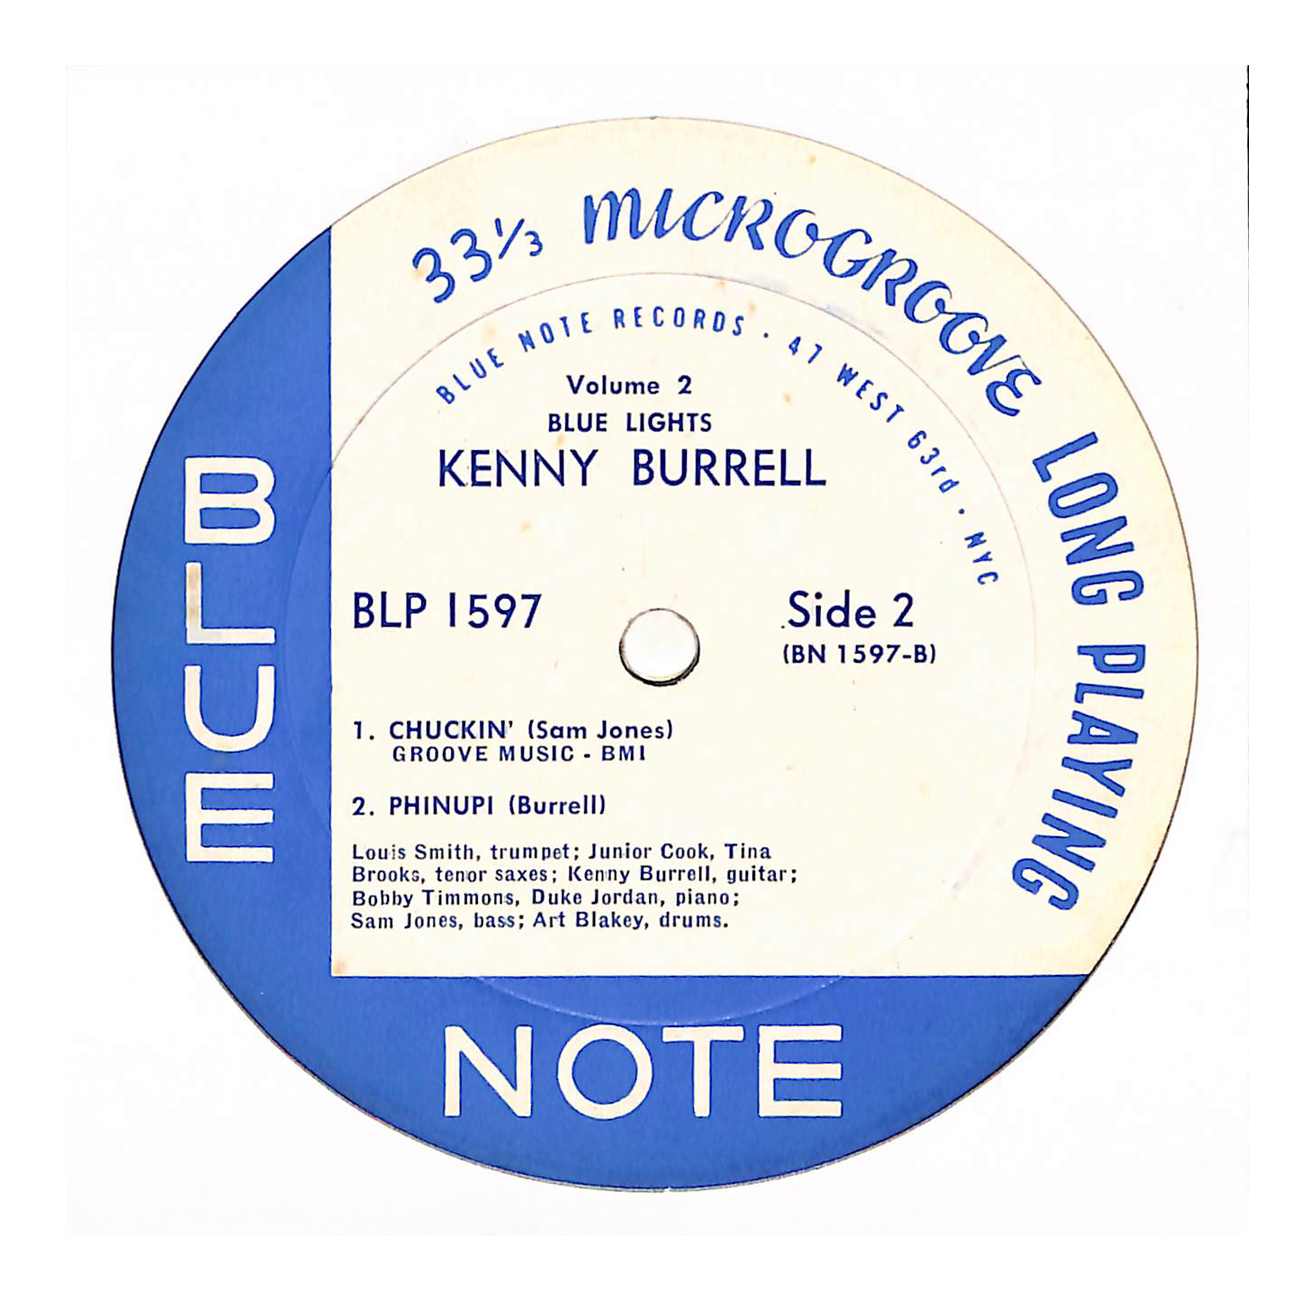 33⅓ MICROGROOVE LONG PLAYING
BLUE NOTE RECORDS · 47 WEST 63rd · NYC
Volume 2
BLUE LIGHTS
KENNY BURRELL
BLP 1597
Side 2
(BN 1597-B)
1. CHUCKIN' (Sam Jones)
GROOVE MUSIC - BMI
2. PHINUPI (Burrell)
Louis Smith, trumpet; Junior Cook, Tina
Brooks, tenor saxes; Kenny Burrell, guitar;
Bobby Timmons, Duke Jordan, piano;
Sam Jones, bass; Art Blakey, drums.
BLUE
NOTE